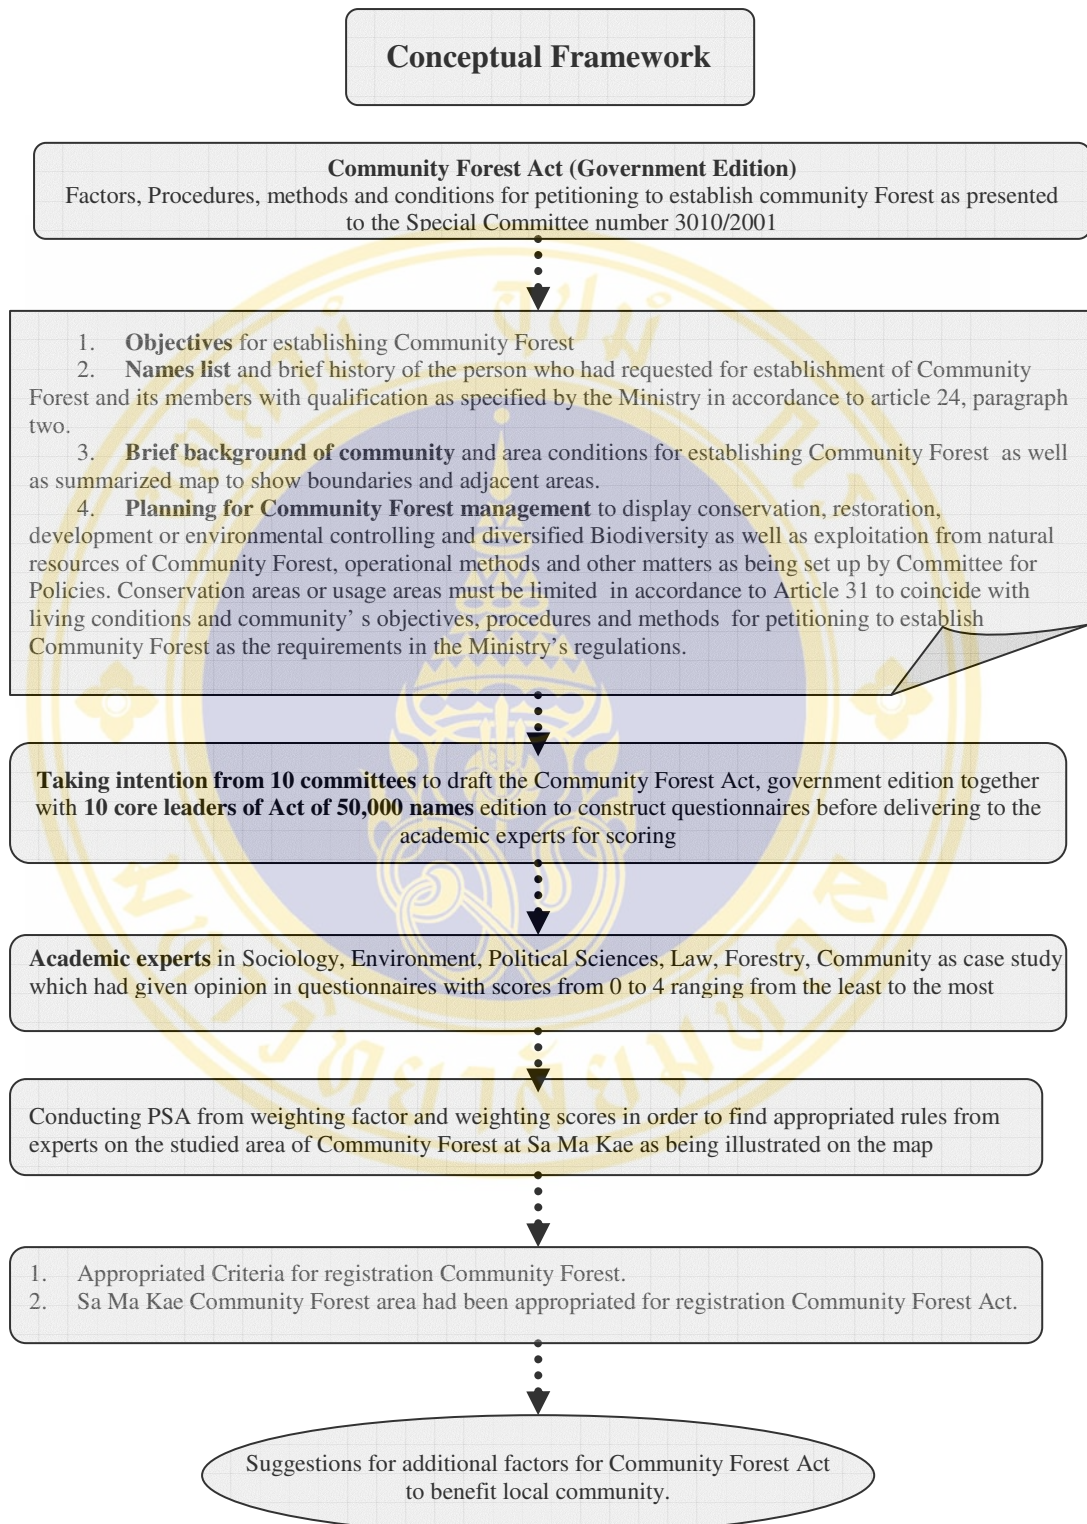 Conceptual Framework
Community Forest Act (Government Edition)
Factors, Procedures, methods and conditions for petitioning to establish community Forest as presented
to the Special Committee number 3010/2001
1. Objectives for establishing Community Forest
2. Names list and brief history of the person who had requested for establishment of Community
Forest and its members with qualification as specified by the Ministry in accordance to article 24, paragraph
two.
3. Brief background of community and area conditions for establishing Community Forest as well
as summarized map to show boundaries and adjacent areas.
4. Planning for Community Forest management to display conservation, restoration,
development or environmental controlling and diversified Biodiversity as well as exploitation from natural
resources of Community Forest, operational methods and other matters as being set up by Committee for
Policies. Conservation areas or usage areas must be limited in accordance to Article 31 to coincide with
living conditions and community’ s objectives, procedures and methods for petitioning to establish
Community Forest as the requirements in the Ministry’s regulations.
Taking intention from 10 committees to draft the Community Forest Act, government edition together
with 10 core leaders of Act of 50,000 names edition to construct questionnaires before delivering to the
academic experts for scoring
Academic experts in Sociology, Environment, Political Sciences, Law, Forestry, Community as case study
which had given opinion in questionnaires with scores from 0 to 4 ranging from the least to the most
Conducting PSA from weighting factor and weighting scores in order to find appropriated rules from
experts on the studied area of Community Forest at Sa Ma Kae as being illustrated on the map
1. Appropriated Criteria for registration Community Forest.
2. Sa Ma Kae Community Forest area had been appropriated for registration Community Forest Act.
Suggestions for additional factors for Community Forest Act
to benefit local community.
มหาวิทยาลัยมหิดล